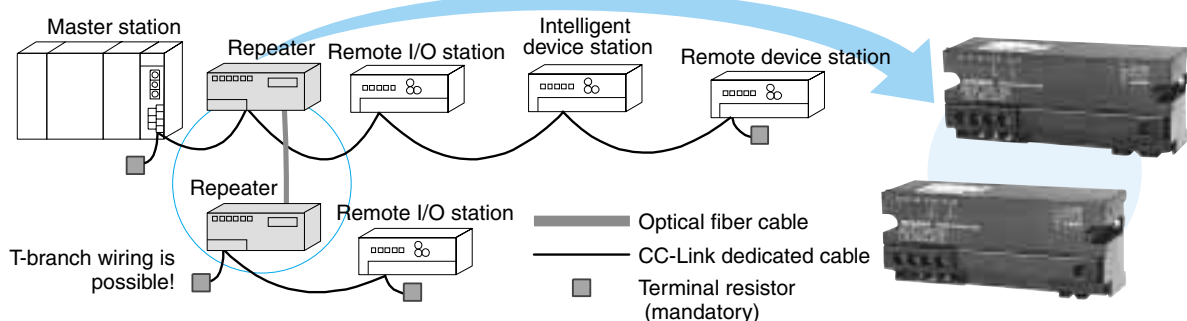 Master station
Repeater
Remote I/O station
Intelligent
device station
Remote device station
Repeater
Remote I/O station
T-branch wiring is
possible!
Optical fiber cable
CC-Link dedicated cable
Terminal resistor
(mandatory)